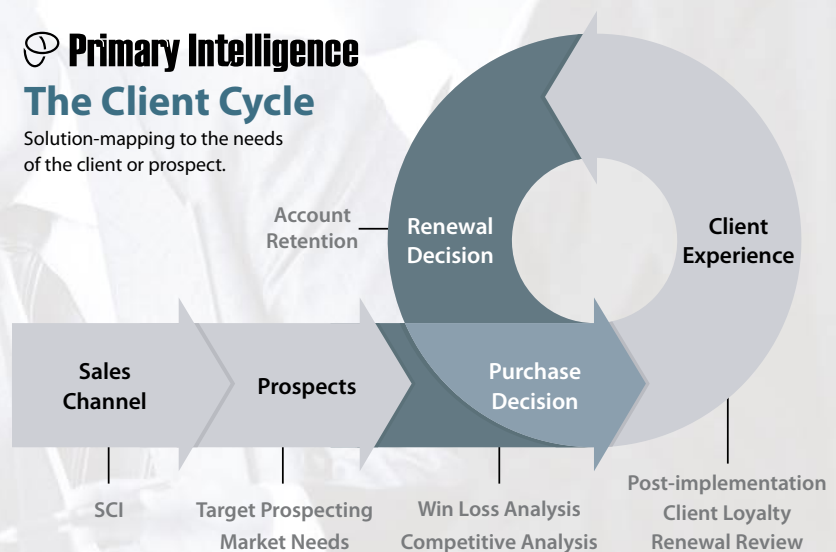 Primary Intelligence
The Client Cycle
Solution-mapping to the needs
of the client or prospect.
Account
Retention
Renewal
Decision
Client
Experience
Sales
Channel
Prospects
Purchase
Decision
SCI
Target Prospecting
Market Needs
Win Loss Analysis
Competitive Analysis
Post-implementation
Client Loyalty
Renewal Review